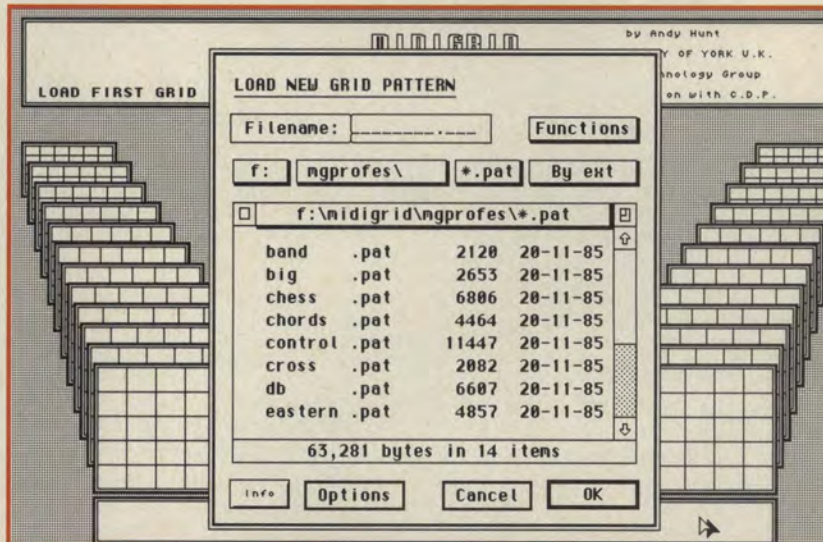 MIDIGRID
by Andy Hunt
Y OF YORK U.K.
hnology Group
on with C.D.P.
LOAD FIRST GRID
LOAD NEW GRID PATTERN
Filename: ________.___
Functions
f: mgprofes\ *.pat By ext
f:\midigrid\mgprofes\*.pat
band .pat 2120 20-11-85
big .pat 2653 20-11-85
chess .pat 6806 20-11-85
chords .pat 4464 20-11-85
control .pat 11447 20-11-85
cross .pat 2082 20-11-85
db .pat 6607 20-11-85
eastern .pat 4857 20-11-85
63,281 bytes in 14 items
Info Options Cancel OK